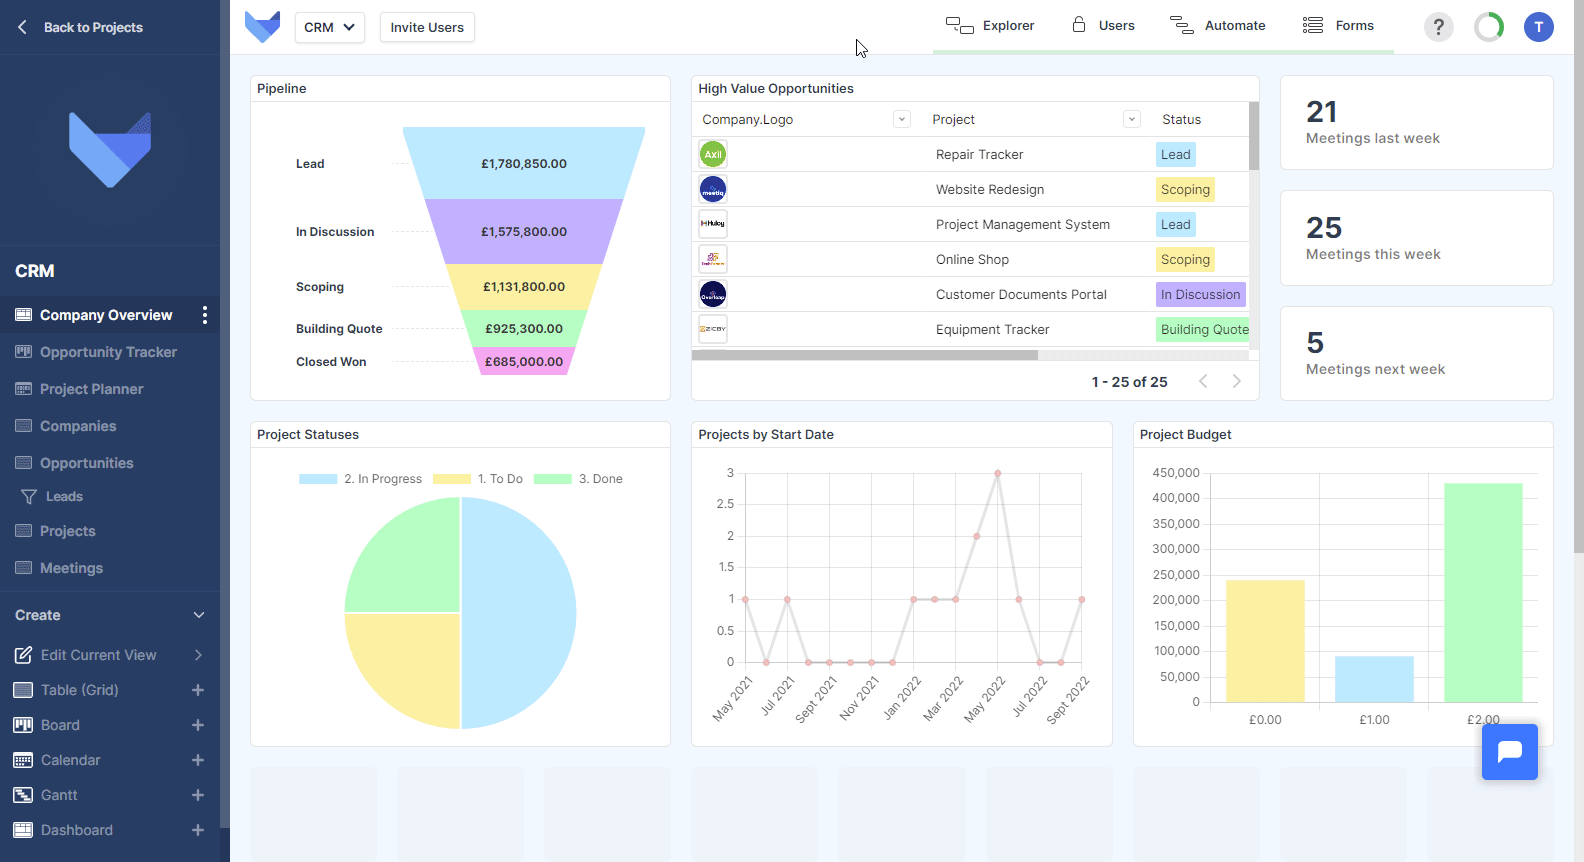 Back to Projects
CRM
Company Overview
Opportunity Tracker
Project Planner
Companies
Opportunities
Leads
Projects
Meetings
Create
Edit Current View
Table (Grid)
Board
Calendar
Gantt
Dashboard
CRM
Invite Users
Explorer
Users
Automate
Forms
?
T
Pipeline
Lead £1,780,850.00
In Discussion £1,575,800.00
Scoping £1,131,800.00
Building Quote £925,300.00
Closed Won £685,000.00
High Value Opportunities
Company.Logo Project Status
Axil Repair Tracker Lead
meetiq Website Redesign Scoping
Huloy Project Management System Lead
Online Shop Scoping
Overloop Customer Documents Portal In Discussion
ZICBY Equipment Tracker Building Quote
1 - 25 of 25
21
Meetings last week
25
Meetings this week
5
Meetings next week
Project Statuses
2. In Progress 1. To Do 3. Done
Projects by Start Date
3
2.5
2
1.5
1
0.5
0
May 2021 Jul 2021 Sept 2021 Nov 2021 Jan 2022 Mar 2022 May 2022 Jul 2022 Sept 2022
Project Budget
450,000
400,000
350,000
300,000
250,000
200,000
150,000
100,000
50,000
0
£0.00 £1.00 £2.00